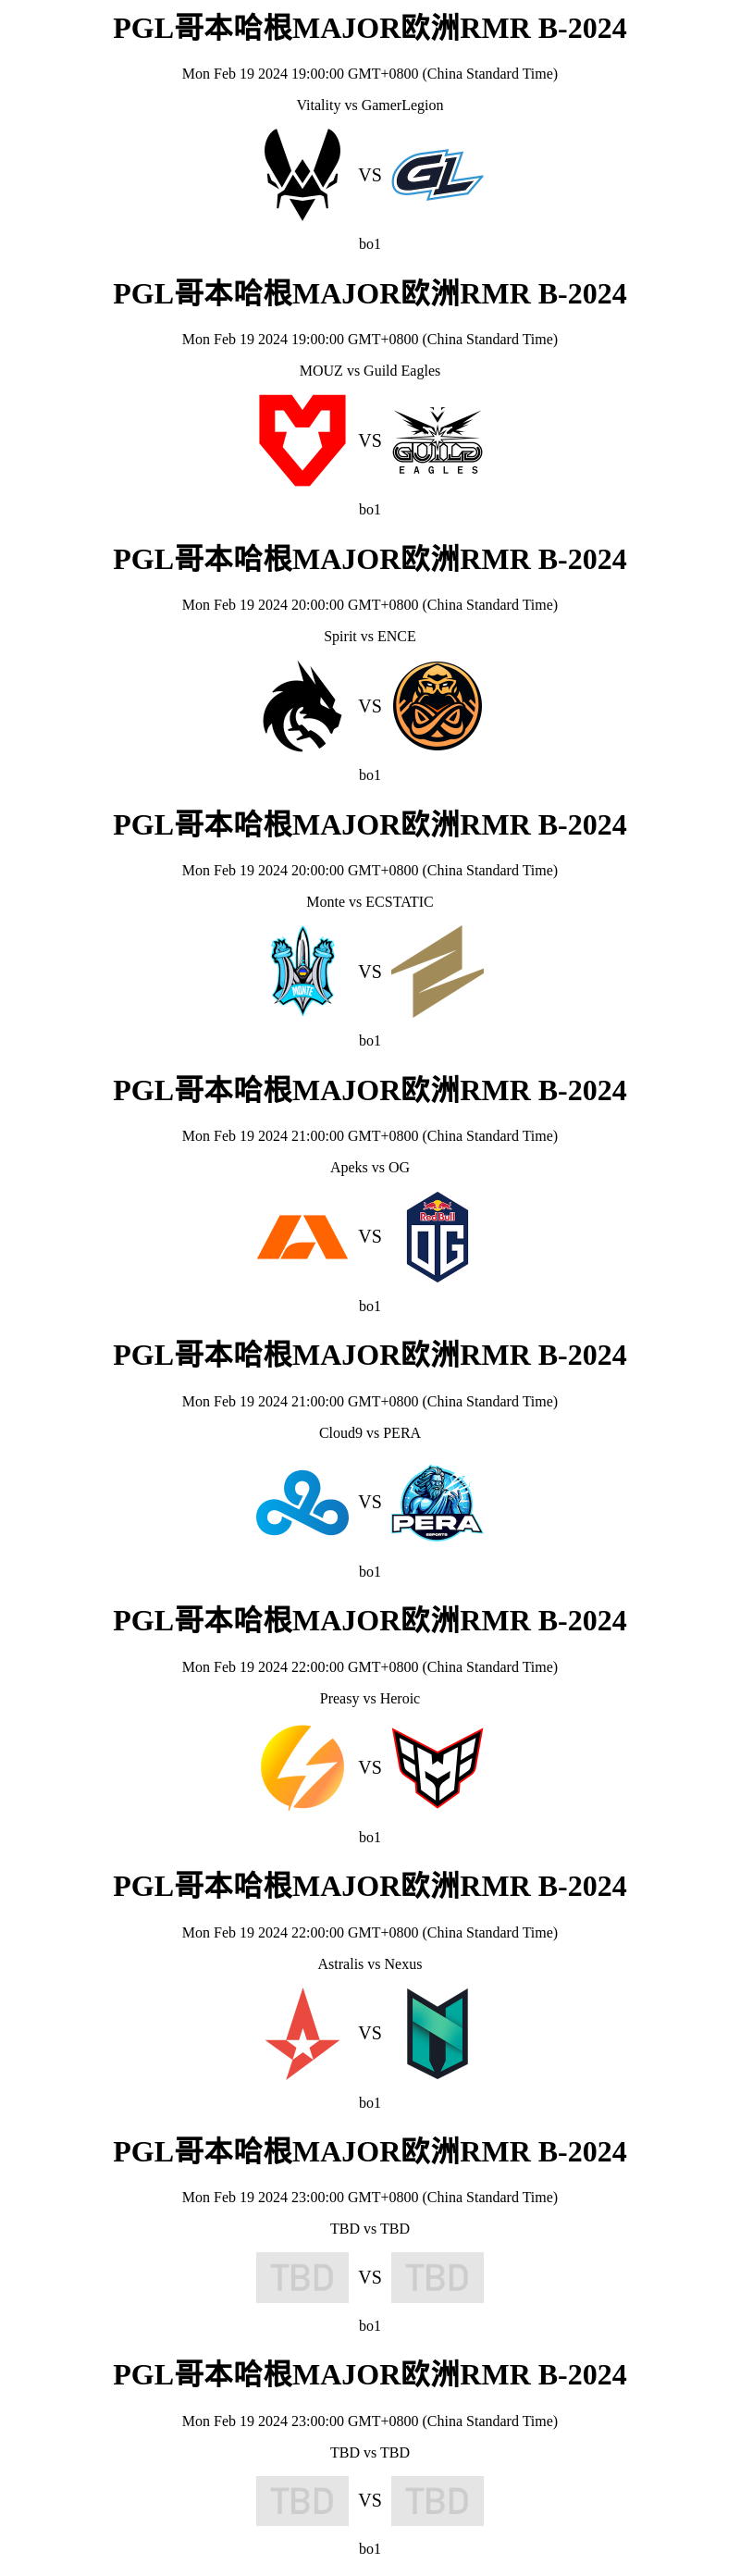 PGL哥本哈根MAJOR欧洲RMR B-2024
Mon Feb 19 2024 19:00:00 GMT+0800 (China Standard Time)
Vitality vs GamerLegion
GL
VS
bo1
PGL哥本哈根MAJOR欧洲RMR B-2024
Mon Feb 19 2024 19:00:00 GMT+0800 (China Standard Time)
MOUZ vs Guild Eagles
VS
GUILD
EAGLES
bo1
PGL哥本哈根MAJOR欧洲RMR B-2024
Mon Feb 19 2024 20:00:00 GMT+0800 (China Standard Time)
Spirit vs ENCE
VS
bo1
PGL哥本哈根MAJOR欧洲RMR B-2024
Mon Feb 19 2024 20:00:00 GMT+0800 (China Standard Time)
Monte vs ECSTATIC
MONTE
VS
bo1
PGL哥本哈根MAJOR欧洲RMR B-2024
Mon Feb 19 2024 21:00:00 GMT+0800 (China Standard Time)
Apeks vs OG
VS
RedBull
OG
bo1
PGL哥本哈根MAJOR欧洲RMR B-2024
Mon Feb 19 2024 21:00:00 GMT+0800 (China Standard Time)
Cloud9 vs PERA
VS
PERA
ESPORTS
bo1
PGL哥本哈根MAJOR欧洲RMR B-2024
Mon Feb 19 2024 22:00:00 GMT+0800 (China Standard Time)
Preasy vs Heroic
VS
bo1
PGL哥本哈根MAJOR欧洲RMR B-2024
Mon Feb 19 2024 22:00:00 GMT+0800 (China Standard Time)
Astralis vs Nexus
VS
bo1
PGL哥本哈根MAJOR欧洲RMR B-2024
Mon Feb 19 2024 23:00:00 GMT+0800 (China Standard Time)
TBD vs TBD
TBD VS TBD
bo1
PGL哥本哈根MAJOR欧洲RMR B-2024
Mon Feb 19 2024 23:00:00 GMT+0800 (China Standard Time)
TBD vs TBD
TBD VS TBD
bo1